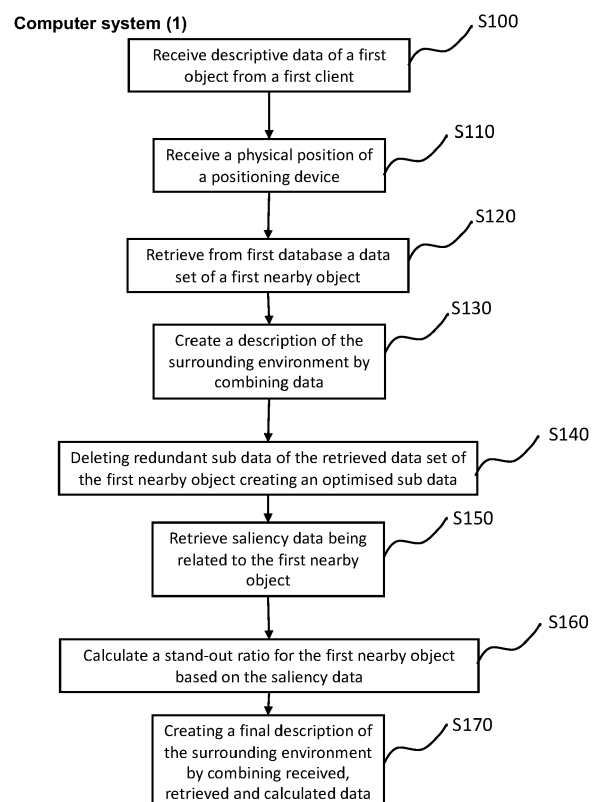 Computer system (1)
S100
Receive descriptive data of a first
object from a first client
S110
Receive a physical position of
a positioning device
S120
Retrieve from first database a data
set of a first nearby object
S130
Create a description of the
surrounding environment by
combining data
S140
Deleting redundant sub data of the retrieved data set of
the first nearby object creating an optimised sub data
S150
Retrieve saliency data being
related to the first nearby
object
S160
Calculate a stand-out ratio for the first nearby object
based on the saliency data
S170
Creating a final description of
the surrounding environment
by combining received,
retrieved and calculated data